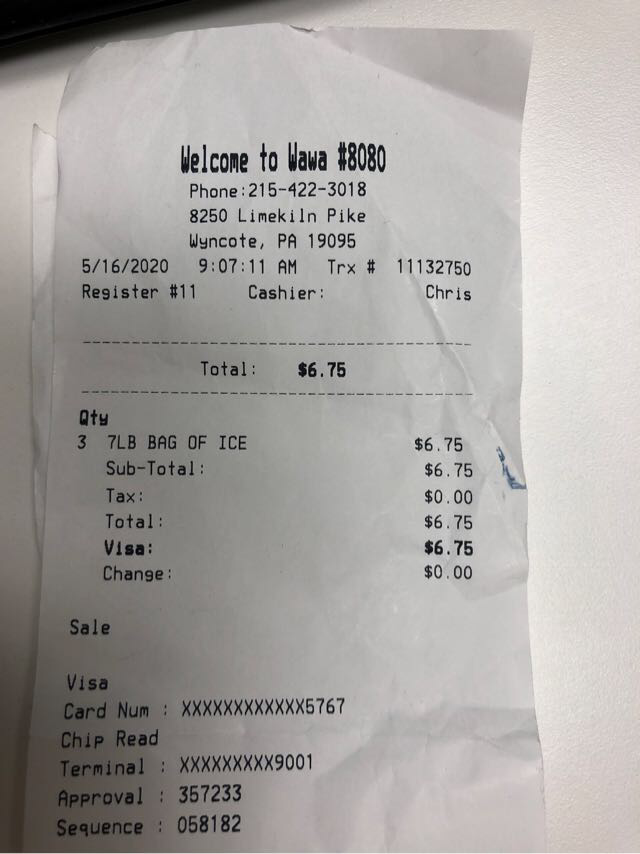 Welcome to Wawa #8080
Phone:215-422-3018
8250 Limekiln Pike
Wyncote, PA 19095
5/16/2020 9:07:11 AM Trx # 11132750
Register #11 Cashier: Chris
Total: $6.75
Qty
3 7LB BAG OF ICE $6.75
Sub-Total: $6.75
Tax: $0.00
Total: $6.75
Visa: $6.75
Change: $0.00
Sale
Visa
Card Num : XXXXXXXXXXXX5767
Chip Read
Terminal : XXXXXXXXX9001
Approval : 357233
Sequence : 058182